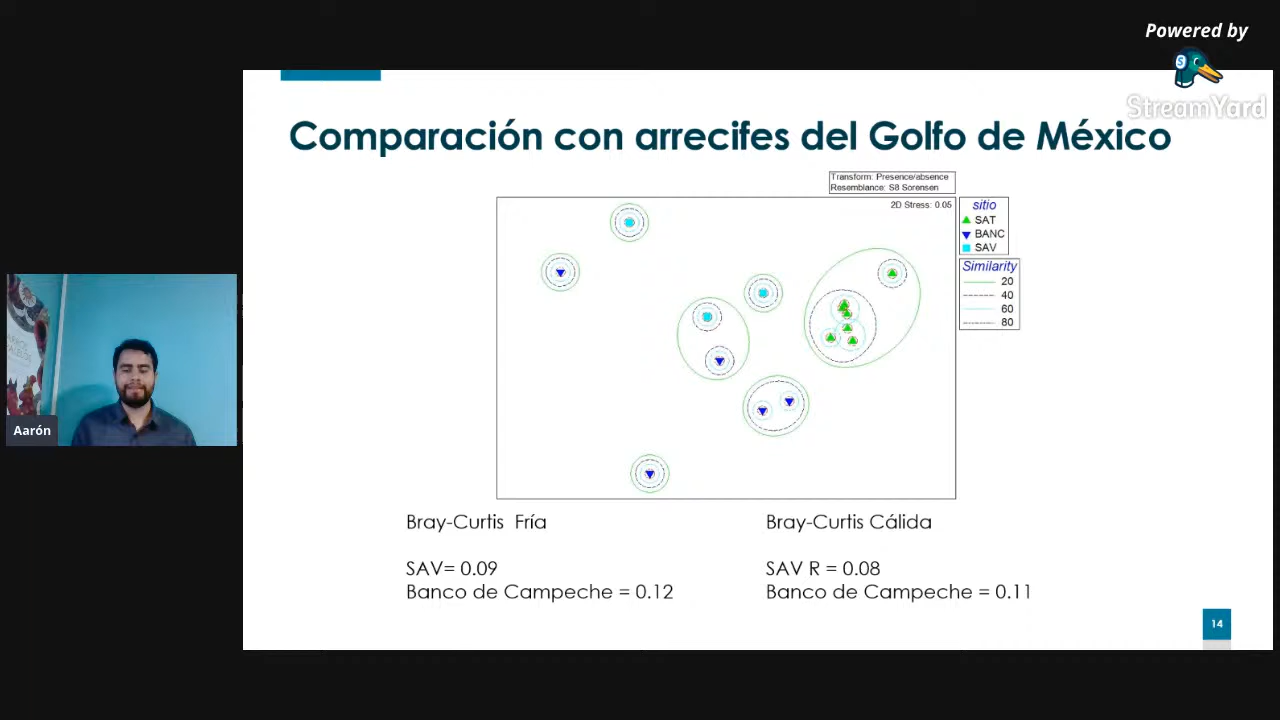 Powered by
StreamYard
Comparación con arrecifes del Golfo de México
Transform: Presence/absence
Resemblance: S8 Sorensen
2D Stress: 0.05
sitio
SAT
BANC
SAV
Similarity
20
40
60
80
Aarón
Bray-Curtis Fría
SAV= 0.09
Banco de Campeche = 0.12
Bray-Curtis Cálida
SAV R = 0.08
Banco de Campeche = 0.11
14